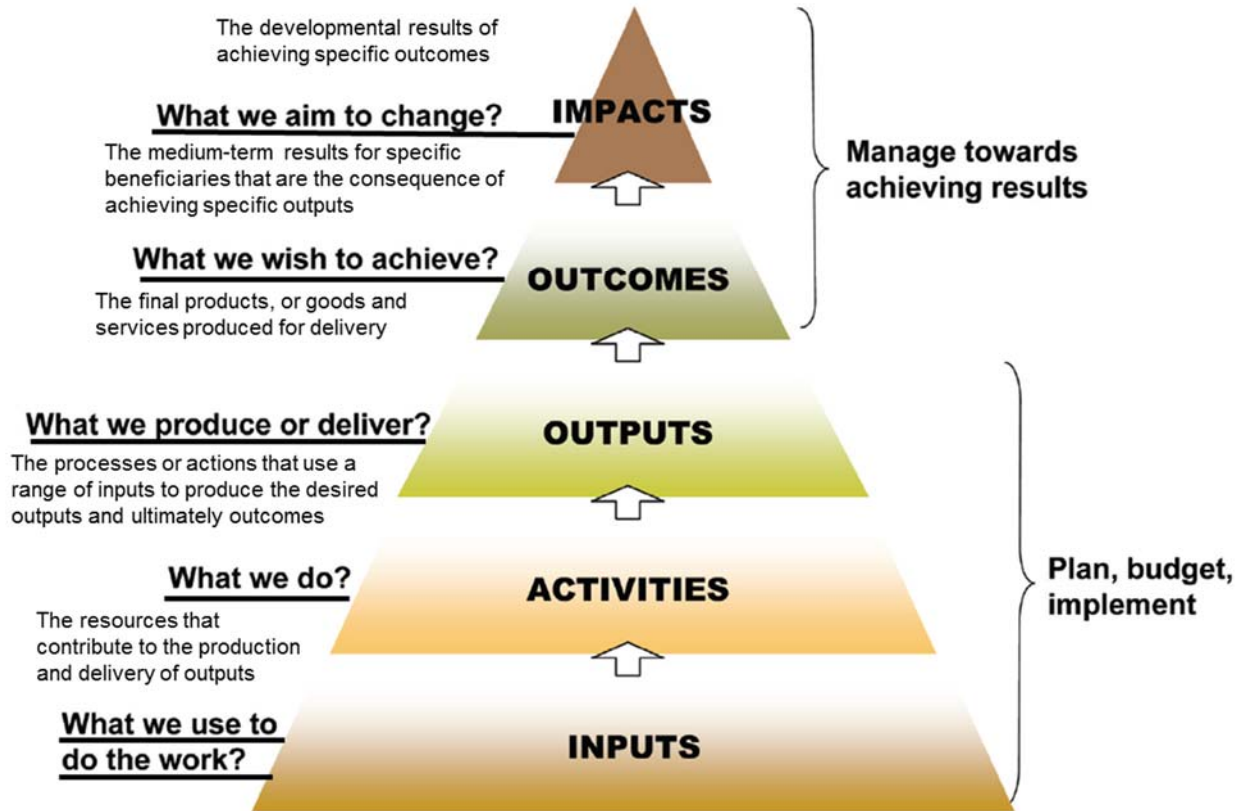 The developmental results of
achieving specific outcomes
What we aim to change?
IMPACTS
The medium-term results for specific
beneficiaries that are the consequence of
achieving specific outputs
Manage towards
achieving results
What we wish to achieve?
OUTCOMES
The final products, or goods and
services produced for delivery
What we produce or deliver?
OUTPUTS
The processes or actions that use a
range of inputs to produce the desired
outputs and ultimately outcomes
What we do?
ACTIVITIES
Plan, budget,
implement
The resources that
contribute to the production
and delivery of outputs
What we use to
do the work?
INPUTS